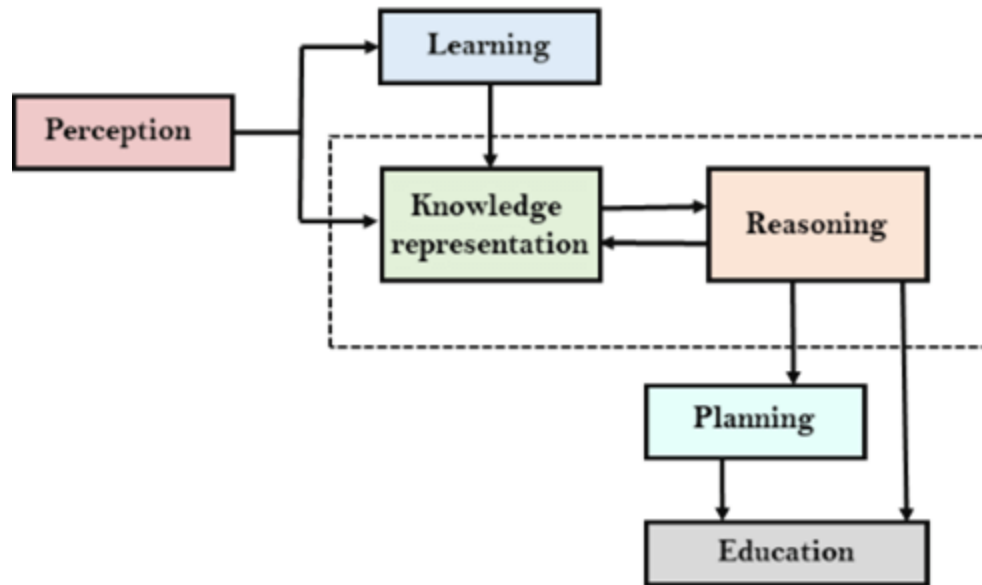 Learning
Perception
Knowledge
representation
Reasoning
Planning
Education